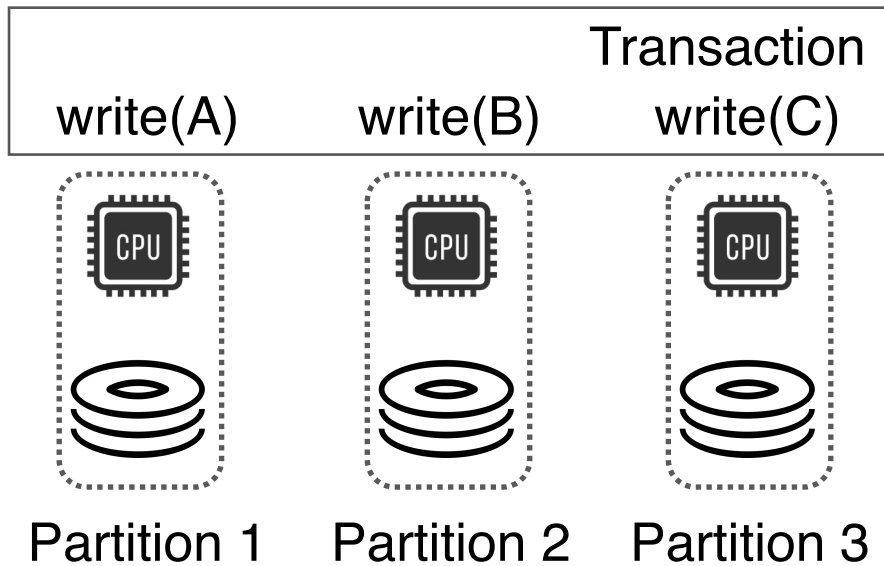 Transaction
write(A) write(B) write(C)
CPU CPU CPU
Partition 1 Partition 2 Partition 3